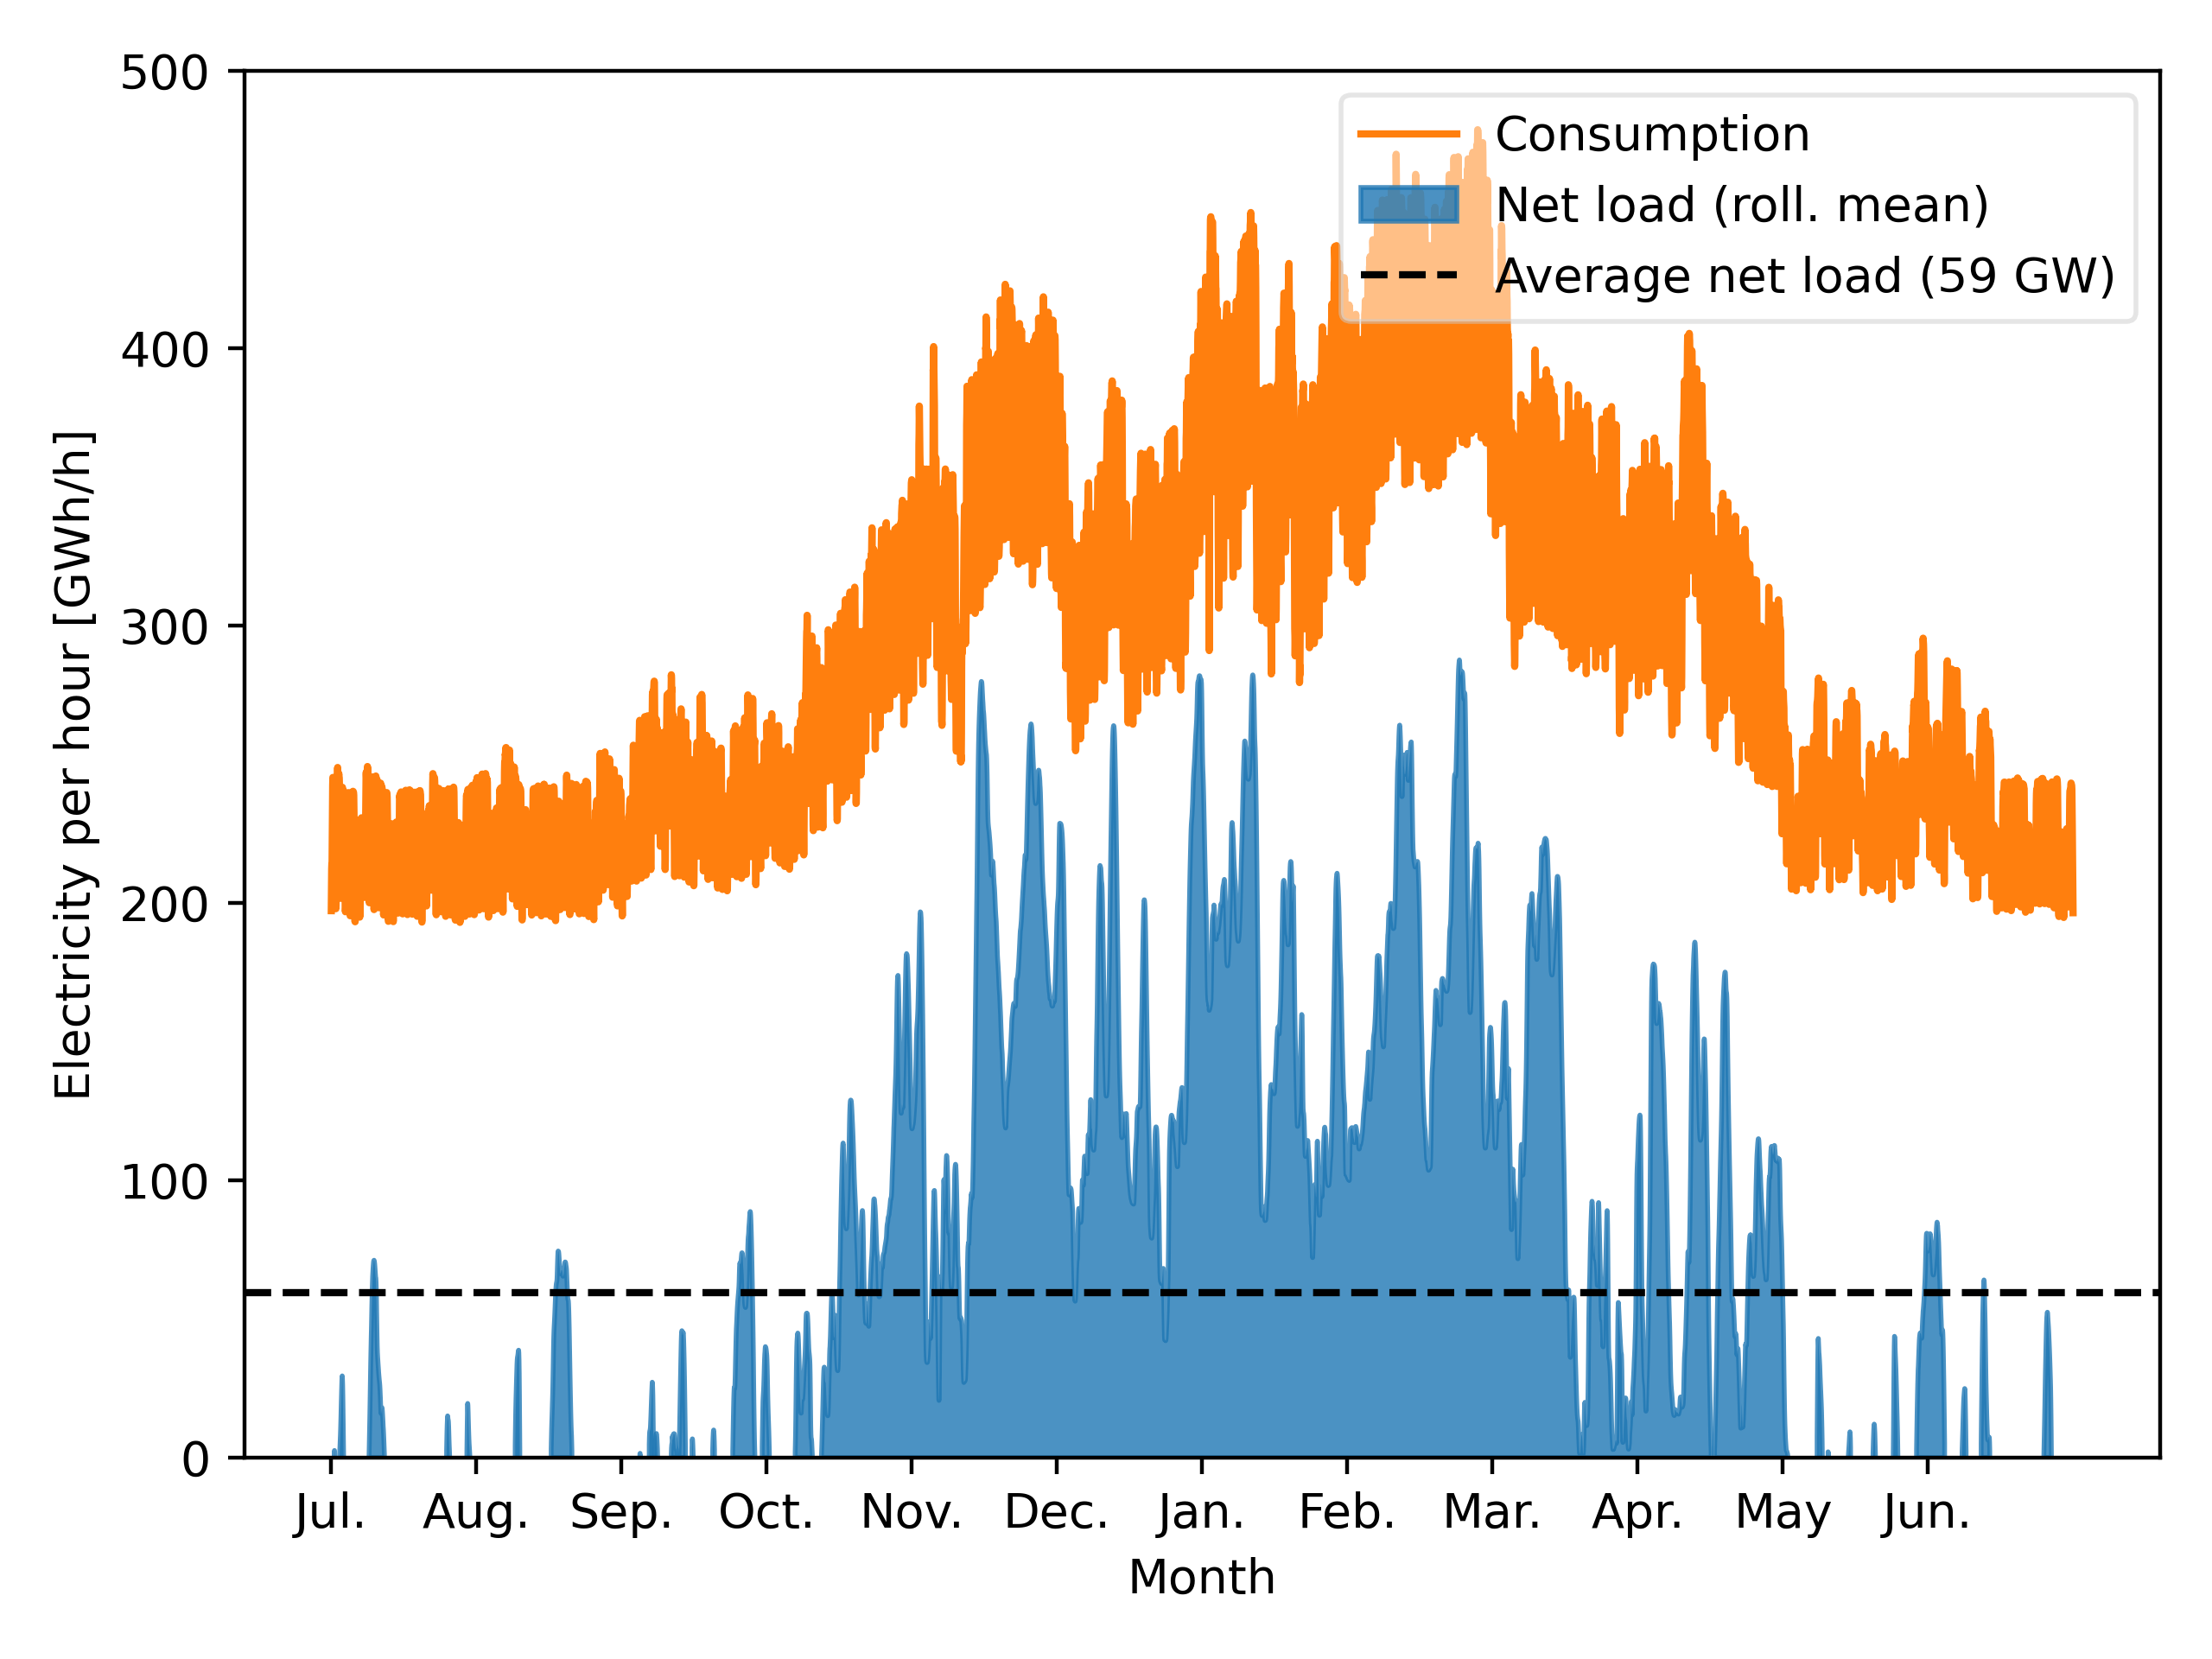 500
400
300
200
100
0
Electricity per hour [GWh/h]
Consumption
Net load (roll. mean)
Average net load (59 GW)
Jul. Aug. Sep. Oct. Nov. Dec. Jan. Feb. Mar. Apr. May Jun.
Month